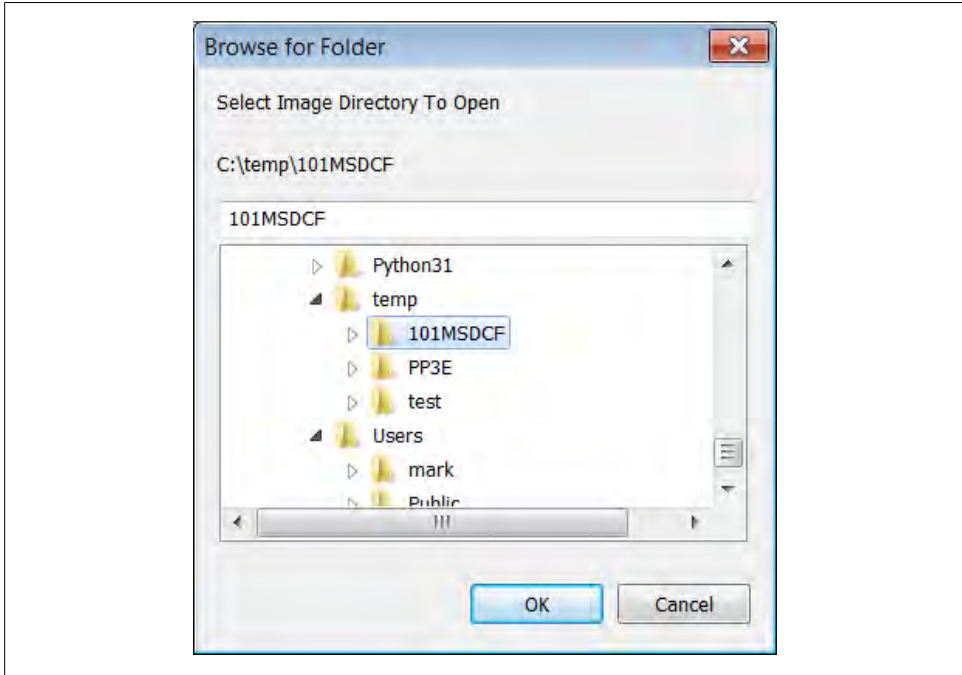 Browse for Folder
Select Image Directory To Open
C:\temp\101MSDCF
101MSDCF
Python31
temp
101MSDCF
PP3E
test
Users
mark
Public
OK
Cancel